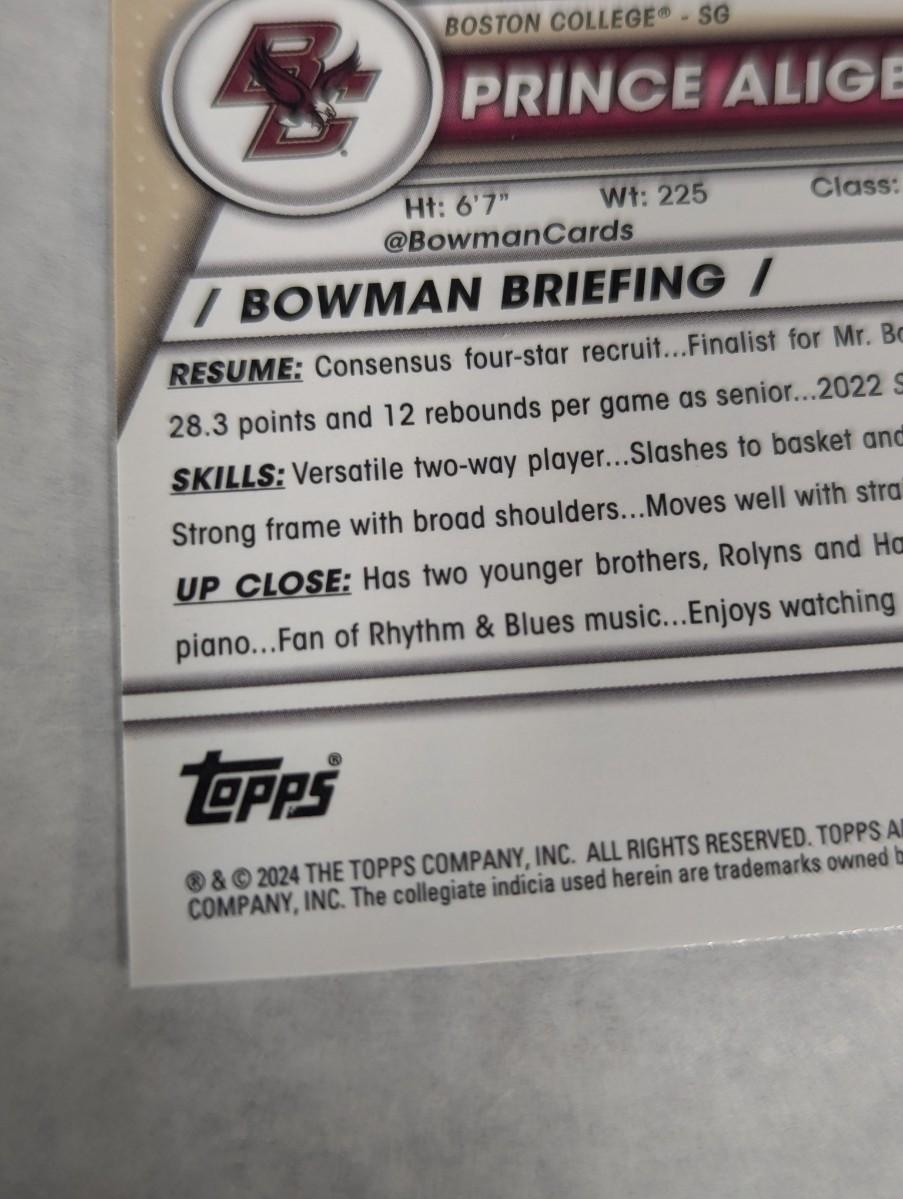 BC
BOSTON COLLEGE® - SG
PRINCE ALIGE
Ht: 6'7" Wt: 225 Class:
@BowmanCards
/ BOWMAN BRIEFING /
RESUME: Consensus four-star recruit...Finalist for Mr. Ba
28.3 points and 12 rebounds per game as senior...2022 S
SKILLS: Versatile two-way player...Slashes to basket and
Strong frame with broad shoulders...Moves well with stra
UP CLOSE: Has two younger brothers, Rolyns and Ha
piano...Fan of Rhythm & Blues music...Enjoys watching
topps®
® & © 2024 THE TOPPS COMPANY, INC. ALL RIGHTS RESERVED. TOPPS A
COMPANY, INC. The collegiate indicia used herein are trademarks owned b